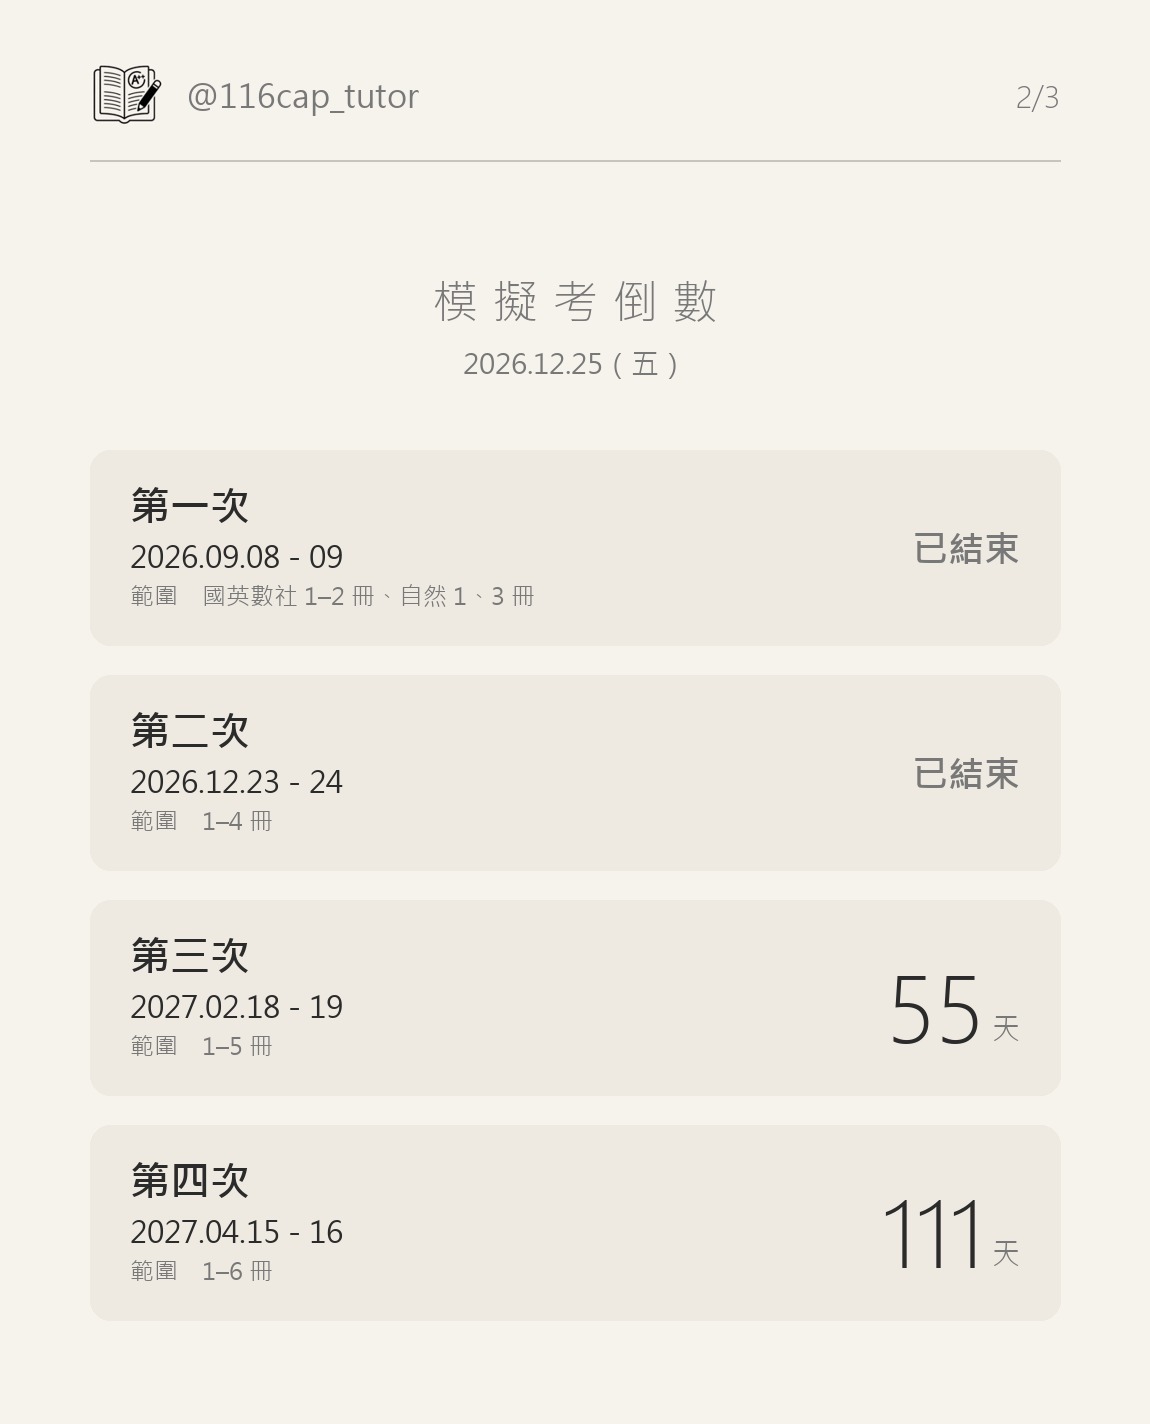 @116cap_tutor
2/3
模擬考倒數
2026.12.25（五）
第一次
2026.09.08 - 09
範圍　國英數社 1–2 冊、自然 1、3 冊
已結束
第二次
2026.12.23 - 24
範圍　1–4 冊
已結束
第三次
2027.02.18 - 19
範圍　1–5 冊
55 天
第四次
2027.04.15 - 16
範圍　1–6 冊
111 天